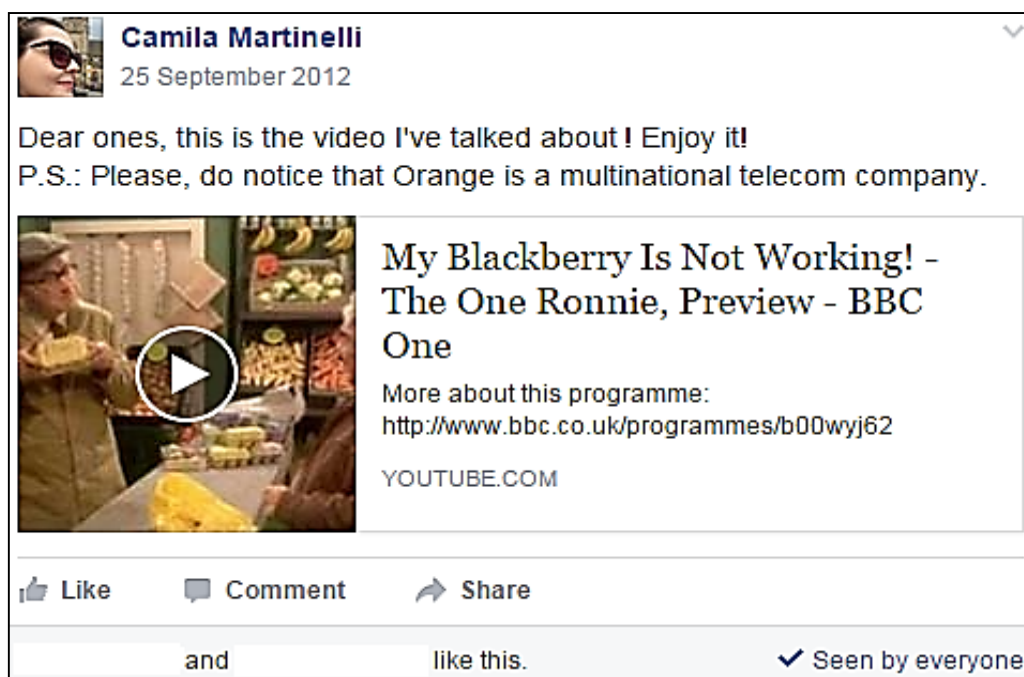 Camila Martinelli
25 September 2012
Dear ones, this is the video I've talked about! Enjoy it!
P.S.: Please, do notice that Orange is a multinational telecom company.
My Blackberry Is Not Working! -
The One Ronnie, Preview - BBC
One
More about this programme:
http://www.bbc.co.uk/programmes/b00wyj62
YOUTUBE.COM
Like Comment Share
and like this. Seen by everyone